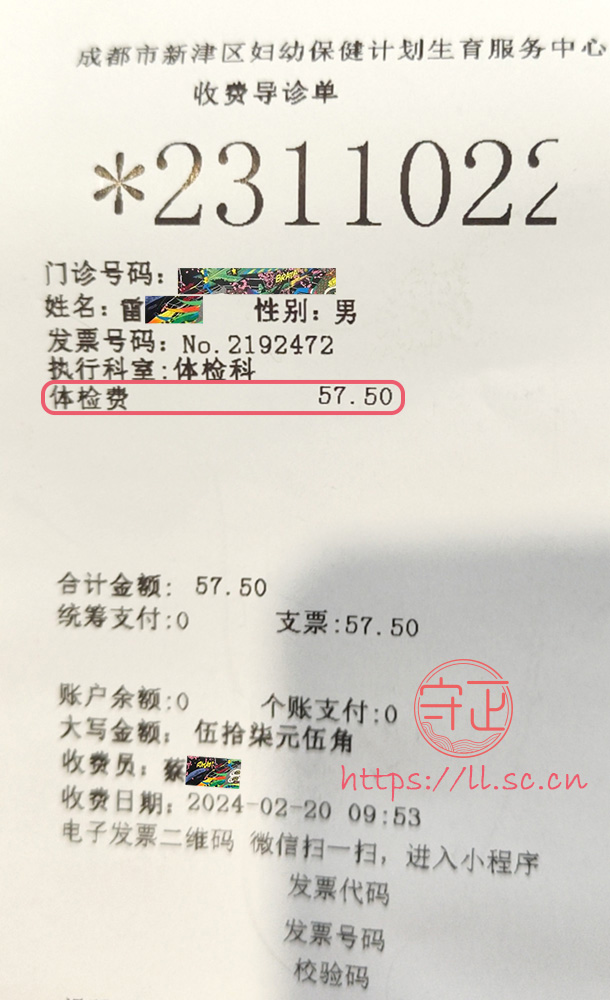 成都市新津区妇幼保健计划生育服务中心
收费导诊单
*2311022
门诊号码:
姓名: 雷 性别: 男
发票号码: No.2192472
执行科室:体检科
体检费 57.50
合计金额: 57.50
统筹支付:0 支票:57.50
账户余额:0 个账支付:0
大写金额: 伍拾柒元伍角
守正
收费员: 蔡
https://ll.sc.cn
收费日期: 2024-02-20 09:53
电子发票二维码 微信扫一扫, 进入小程序
发票代码
发票号码
校验码